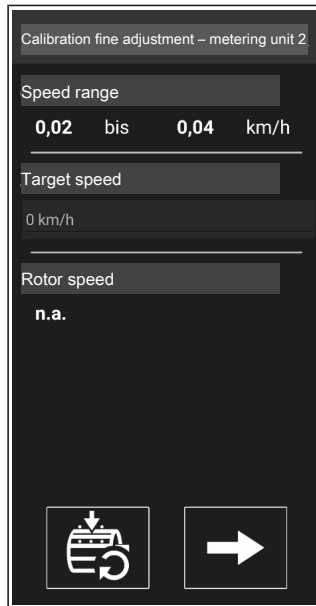 Calibration fine adjustment – metering unit 2
Speed range
0,02 bis 0,04 km/h
Target speed
0 km/h
Rotor speed
n.a.